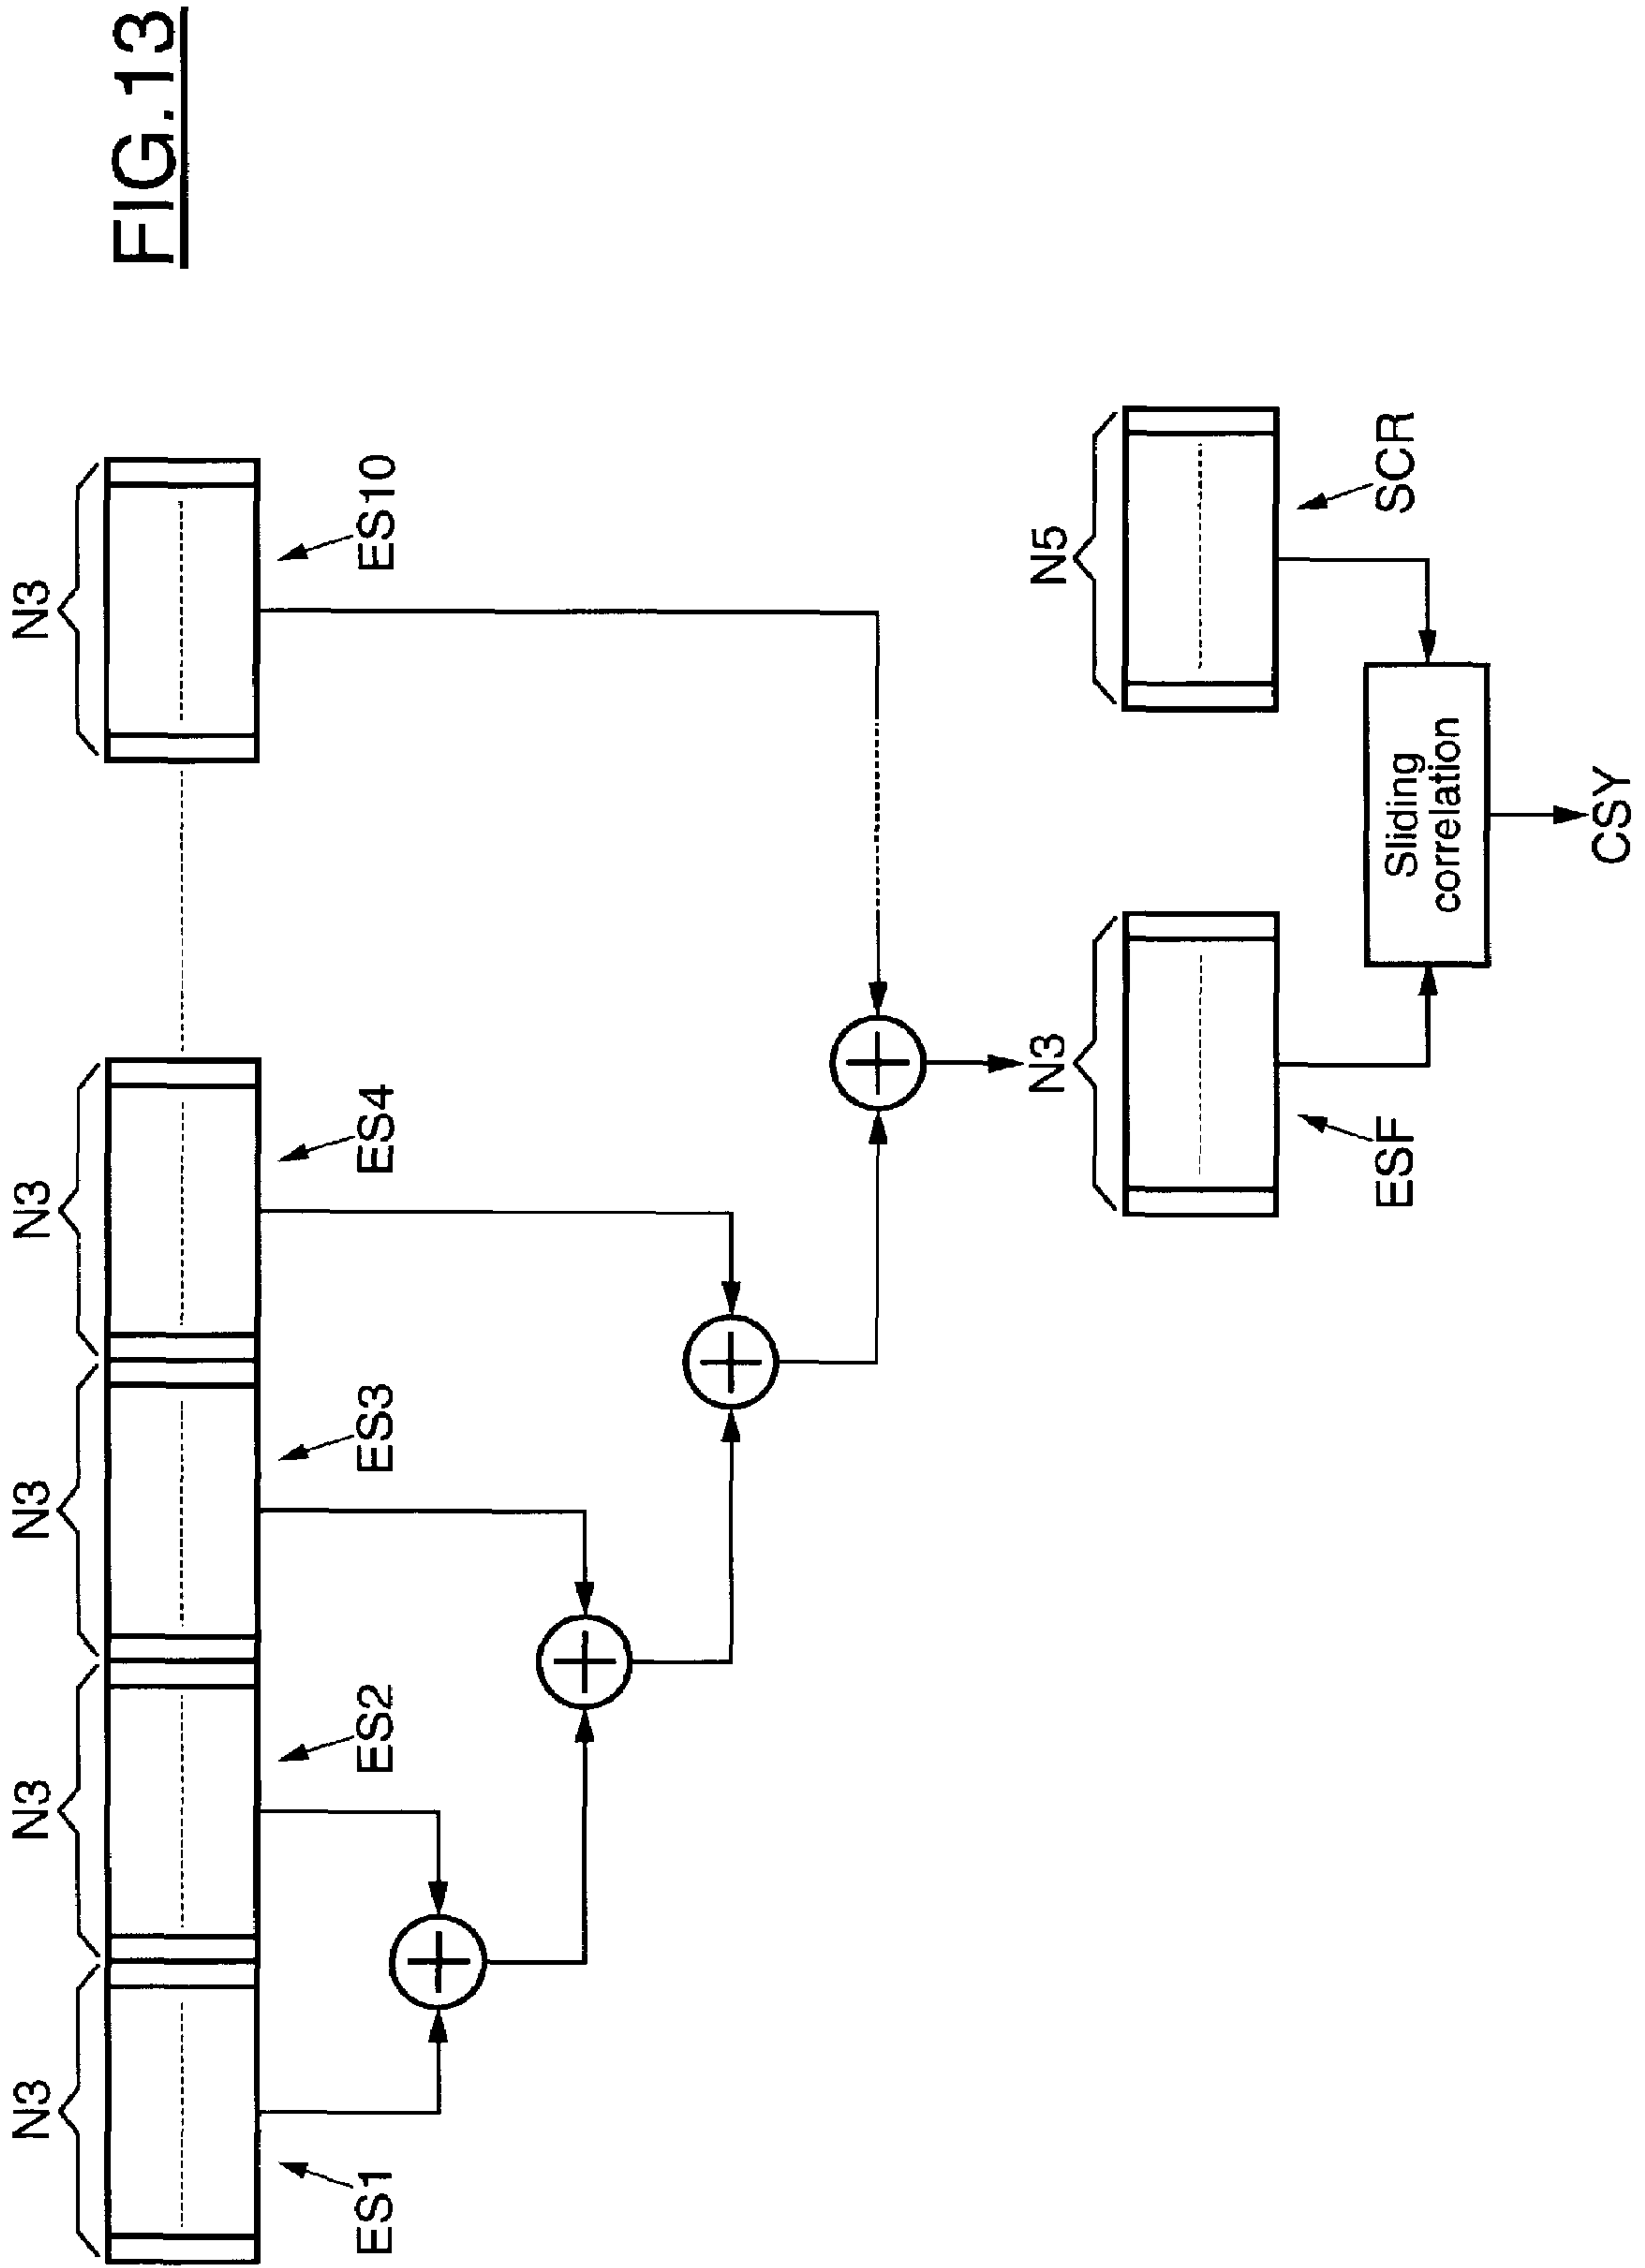 FIG.13
N3 N3 N3 N3 N3
ES1 ES2 ES3 ES4 ES10
N3 N5
ESF SCR
Sliding
correlation
CSY